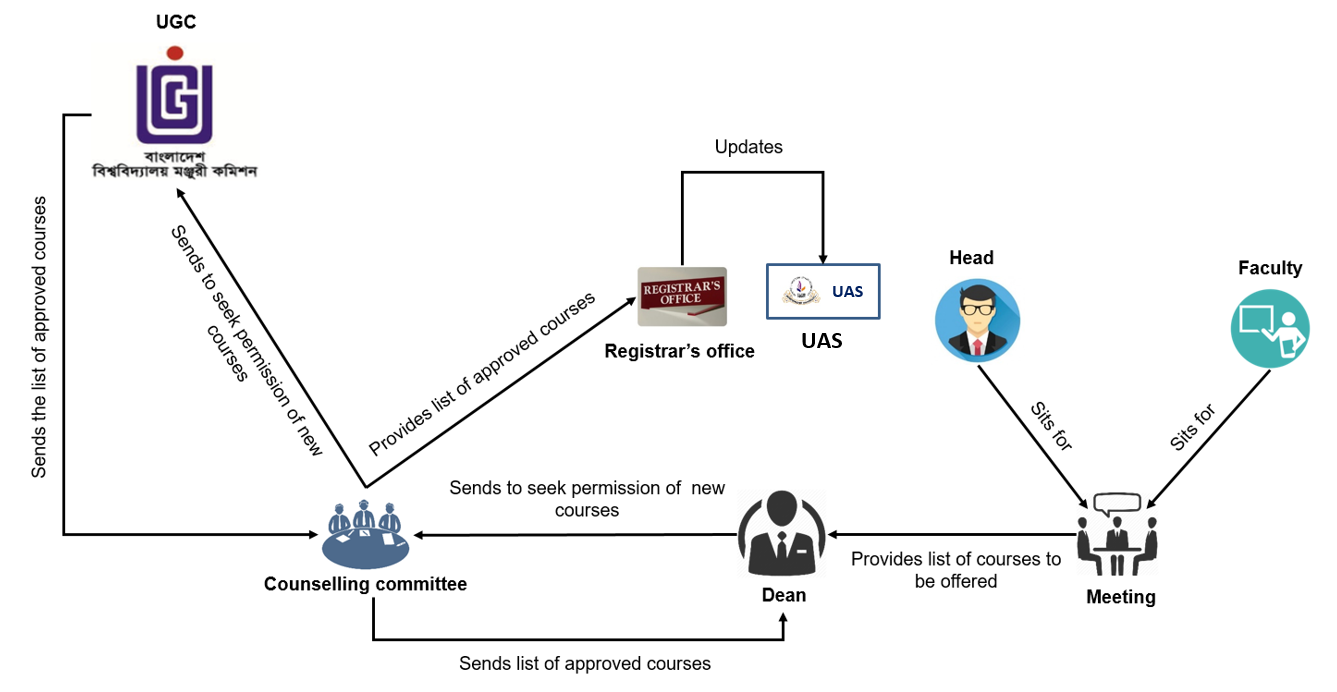 UGC
বাংলাদেশ
বিশ্ববিদ্যালয় মঞ্জুরী কমিশন
Sends the list of approved courses
Sends to seek permission of new
courses
Provides list of approved courses
Updates
REGISTRAR'S
OFFICE
Registrar's office
UAS
UAS
Head
Faculty
Sits for
Sits for
Sends to seek permission of new
courses
Counselling committee
Dean
Provides list of courses to
be offered
Meeting
Sends list of approved courses